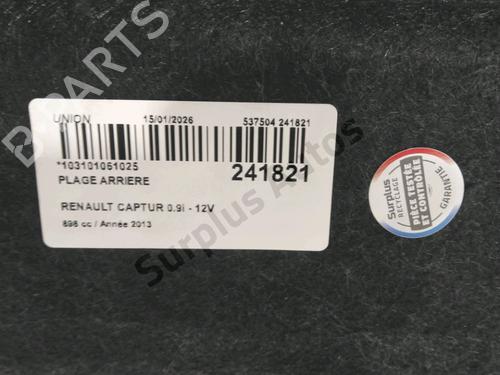 B-PARTS
UNION 15/01/2026 537504 241821
*103101061025 241821
PLAGE ARRIERE
RENAULT CAPTUR 0.9i - 12V
898 cc / Année 2013
Surplus Autos
Surplus
RECYCLAGE
PIÈCE TESTÉE
ET CONTRÔLÉE
GARANTIE